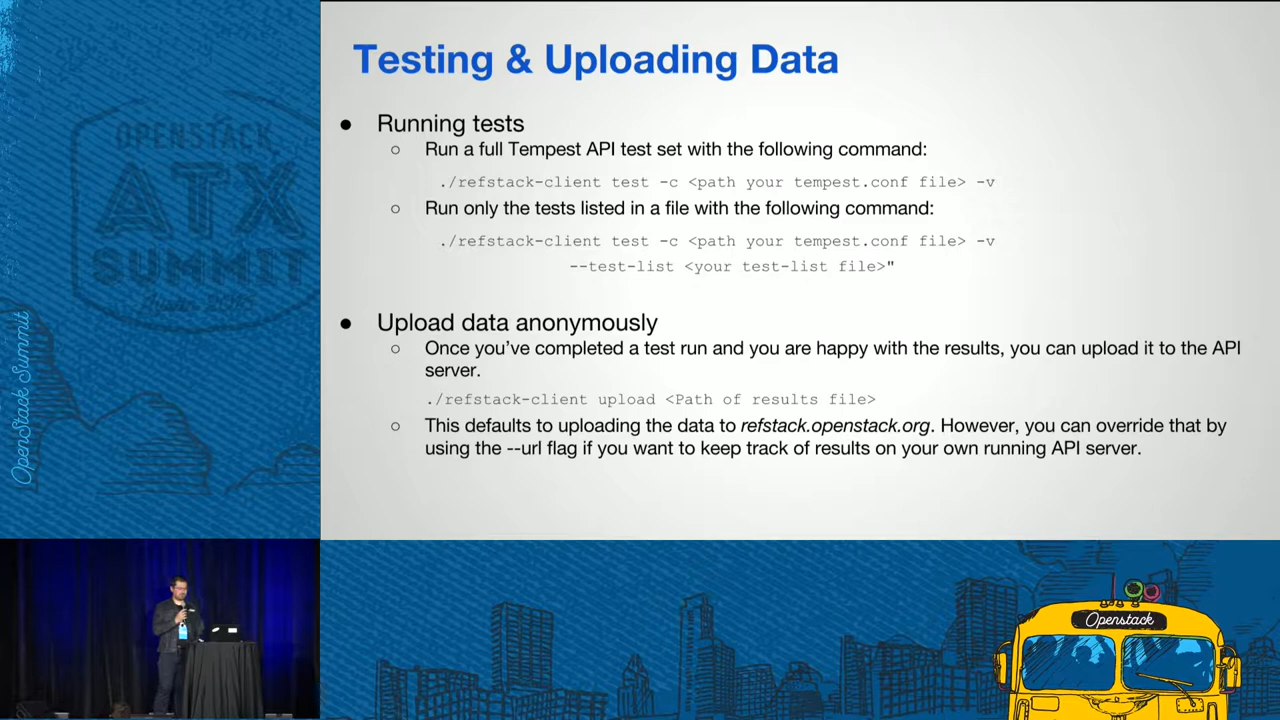 Testing & Uploading Data
● Running tests
○ Run a full Tempest API test set with the following command:
./refstack-client test -c <path your tempest.conf file> -v
○ Run only the tests listed in a file with the following command:
./refstack-client test -c <path your tempest.conf file> -v
--test-list <your test-list file>"
● Upload data anonymously
○ Once you’ve completed a test run and you are happy with the results, you can upload it to the API
server.
./refstack-client upload <Path of results file>
○ This defaults to uploading the data to refstack.openstack.org. However, you can override that by
using the --url flag if you want to keep track of results on your own running API server.
OPENSTACK
ATX
SUMMIT
OpenStack Summit
Openstack